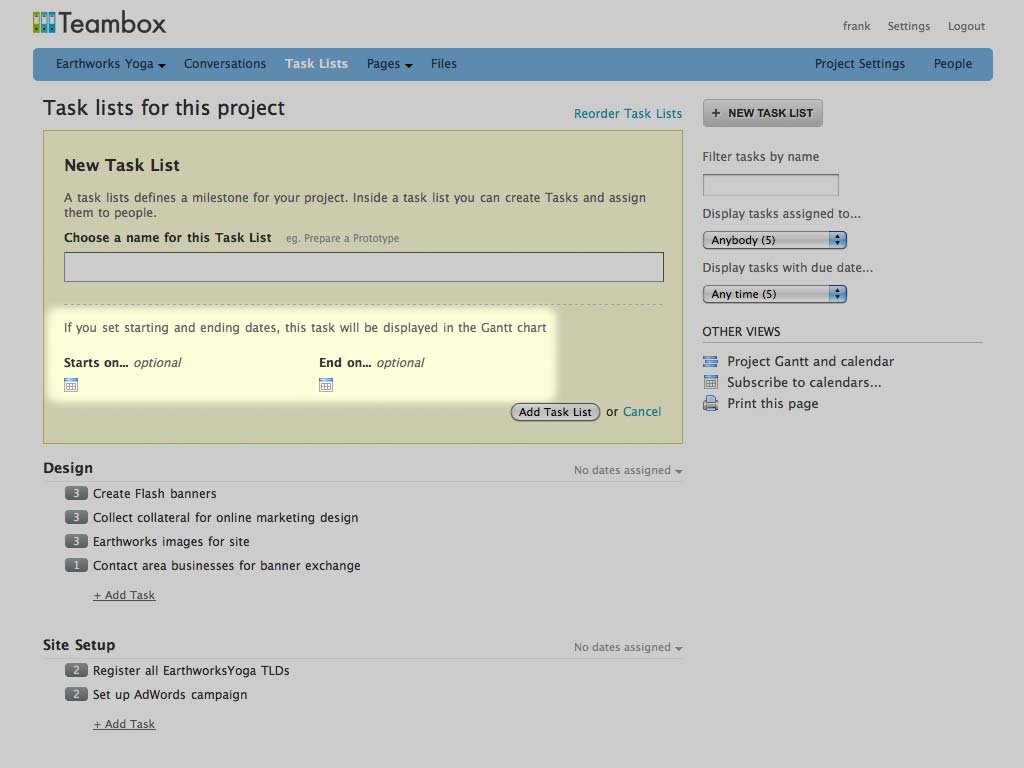 Teambox
frank Settings Logout
Earthworks Yoga Conversations Task Lists Pages Files Project Settings People
Task lists for this project
Reorder Task Lists
+ NEW TASK LIST
New Task List
A task lists defines a milestone for your project. Inside a task list you can create Tasks and assign
them to people.
Choose a name for this Task List eg. Prepare a Prototype
If you set starting and ending dates, this task will be displayed in the Gantt chart
Starts on... optional End on... optional
Add Task List or Cancel
Filter tasks by name
Display tasks assigned to...
Anybody (5)
Display tasks with due date...
Any time (5)
OTHER VIEWS
Project Gantt and calendar
Subscribe to calendars...
Print this page
Design No dates assigned
3 Create Flash banners
3 Collect collateral for online marketing design
3 Earthworks images for site
1 Contact area businesses for banner exchange
+ Add Task
Site Setup No dates assigned
2 Register all EarthworksYoga TLDs
2 Set up AdWords campaign
+ Add Task